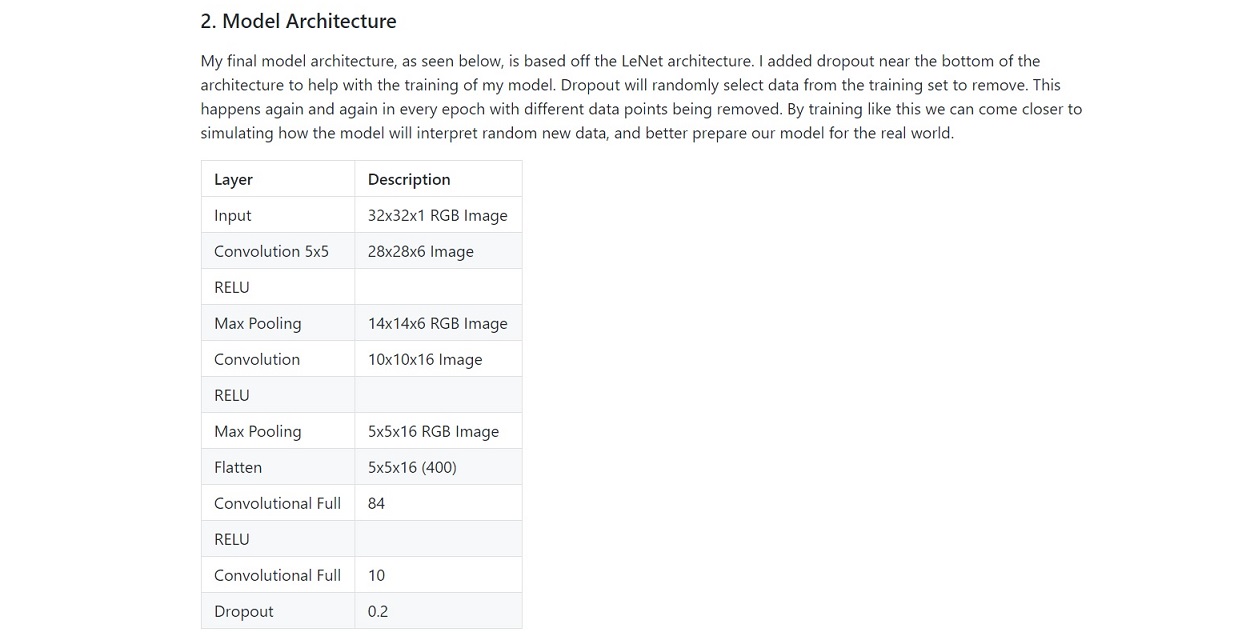 2. Model Architecture
My final model architecture, as seen below, is based off the LeNet architecture. I added dropout near the bottom of the
architecture to help with the training of my model. Dropout will randomly select data from the training set to remove. This
happens again and again in every epoch with different data points being removed. By training like this we can come closer to
simulating how the model will interpret random new data, and better prepare our model for the real world.
Layer Description
Input 32x32x1 RGB Image
Convolution 5x5 28x28x6 Image
RELU
Max Pooling 14x14x6 RGB Image
Convolution 10x10x16 Image
RELU
Max Pooling 5x5x16 RGB Image
Flatten 5x5x16 (400)
Convolutional Full 84
RELU
Convolutional Full 10
Dropout 0.2